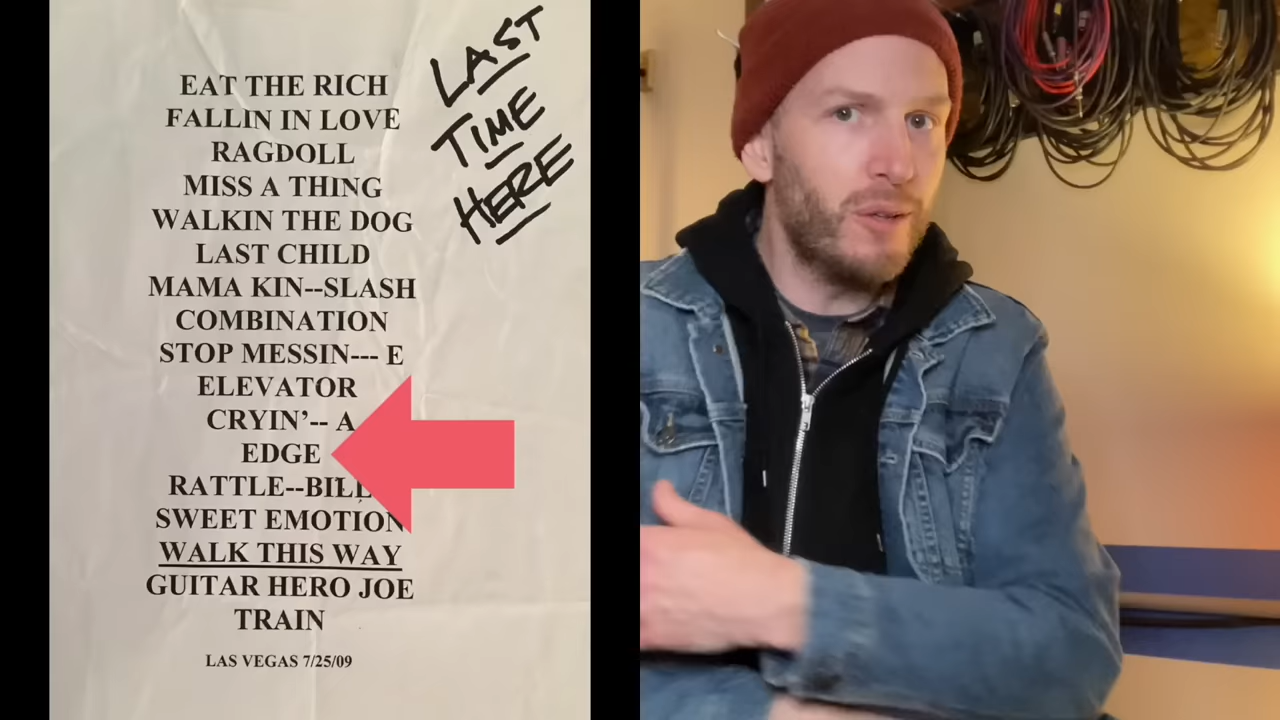 LAST
TIME
HERE
EAT THE RICH
FALLIN IN LOVE
RAGDOLL
MISS A THING
WALKIN THE DOG
LAST CHILD
MAMA KIN--SLASH
COMBINATION
STOP MESSIN--- E
ELEVATOR
CRYIN’-- A
EDGE
RATTLE--BILL
SWEET EMOTION
WALK THIS WAY
GUITAR HERO JOE
TRAIN
LAS VEGAS 7/25/09